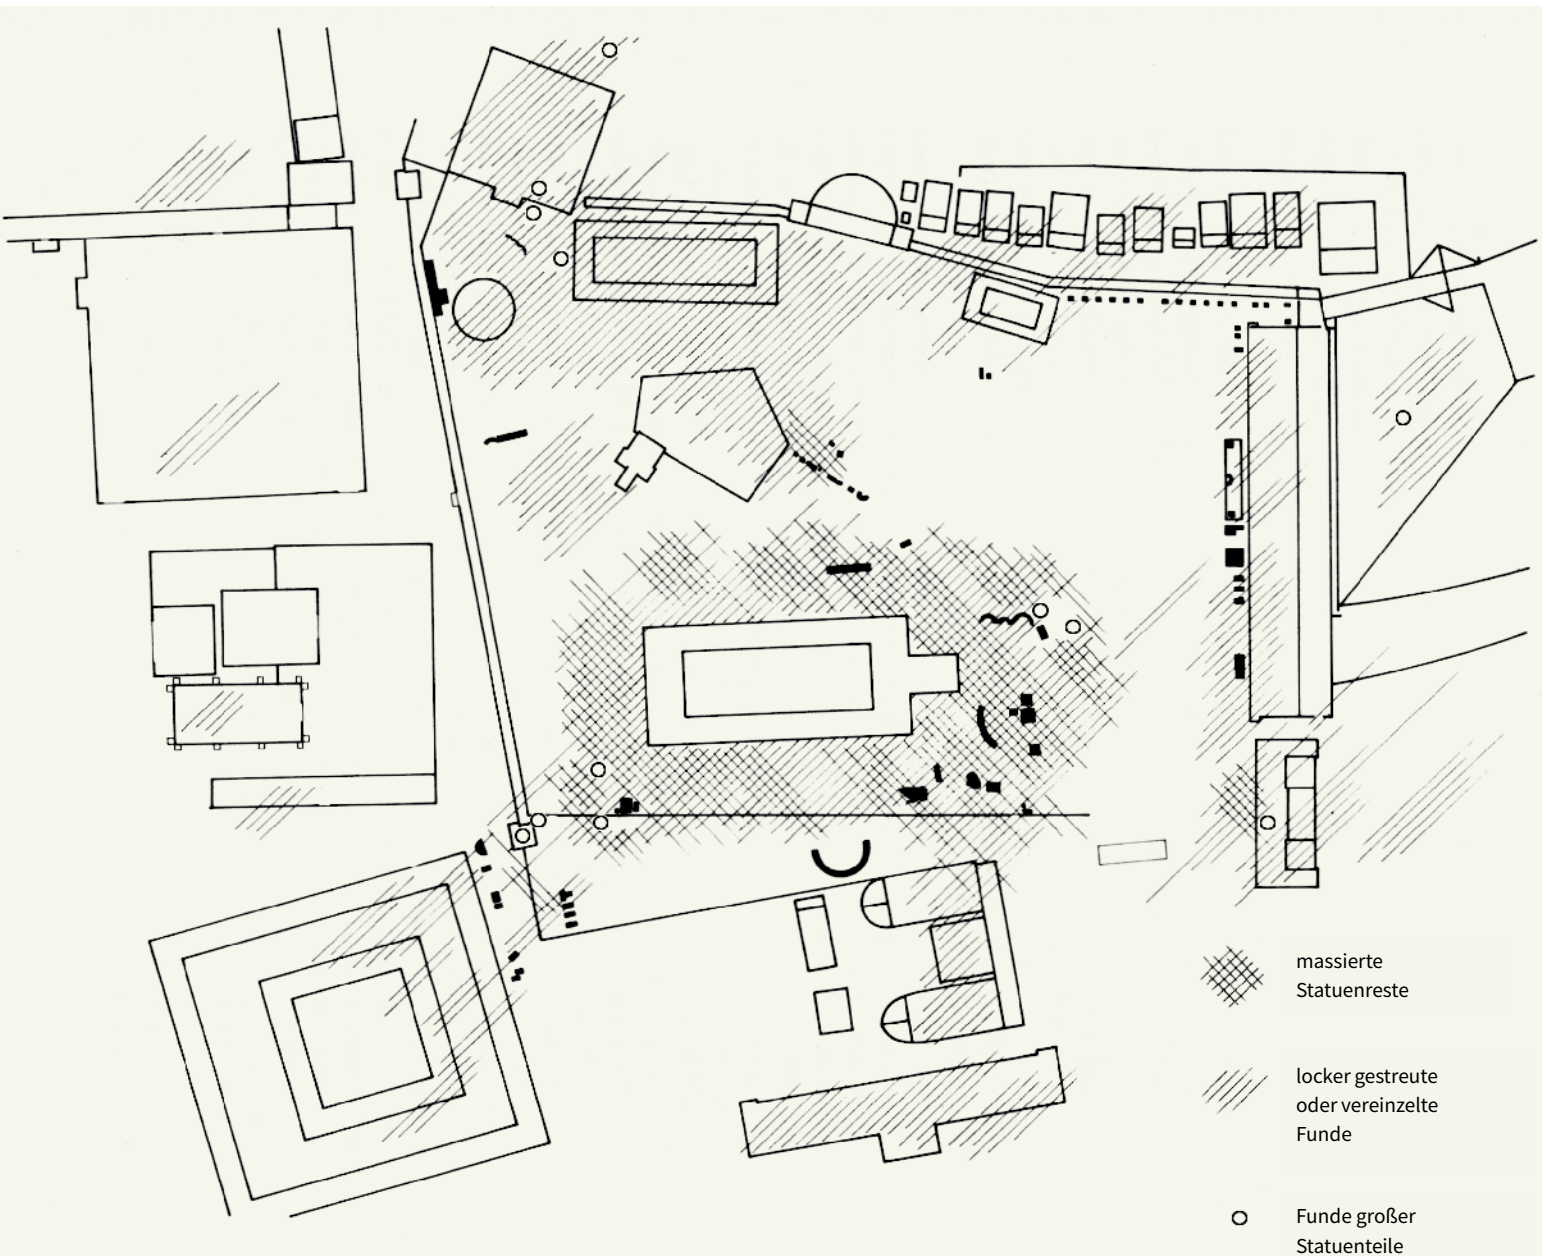 massierte
Statuenreste
locker gestreute
oder vereinzelte
Funde
Funde großer
Statuenteile